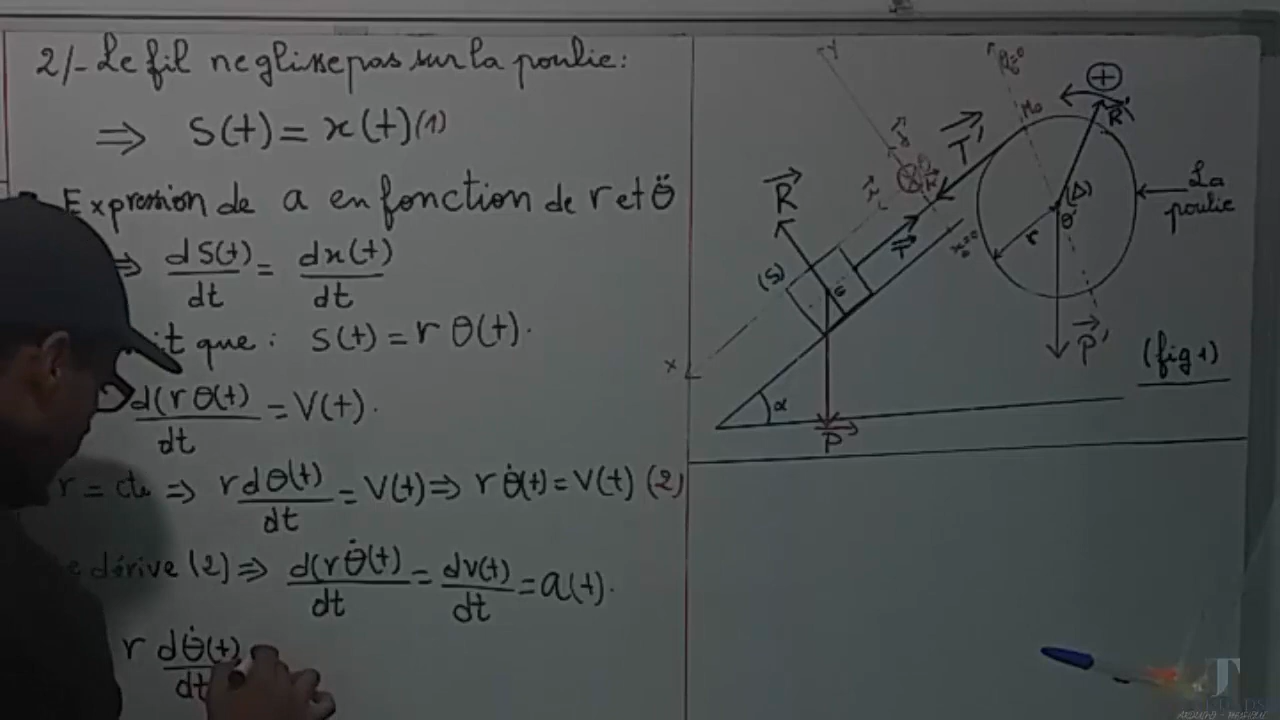 2/- Le fil ne glisse pas sur la poulie:
⟹ S(t) = x(t) (1)
Expression de a en fonction de r et θ̈
⟹ dS(t)/dt = dx(t)/dt
que: S(t) = r θ(t).
d(rθ(t)/dt = V(t).
r = cte ⟹ r dθ(t)/dt = V(t) ⟹ r θ̇(t) = V(t) (2)
dérive (2) ⟹ d(r θ̇(t)/dt = dv(t)/dt = a(t).
r dθ̇(t)/dt
Y
+
R'
T'
R
(Δ)
La
poulie
θ
r
T
(S)
G
x
P'
(fig 1)
α
P